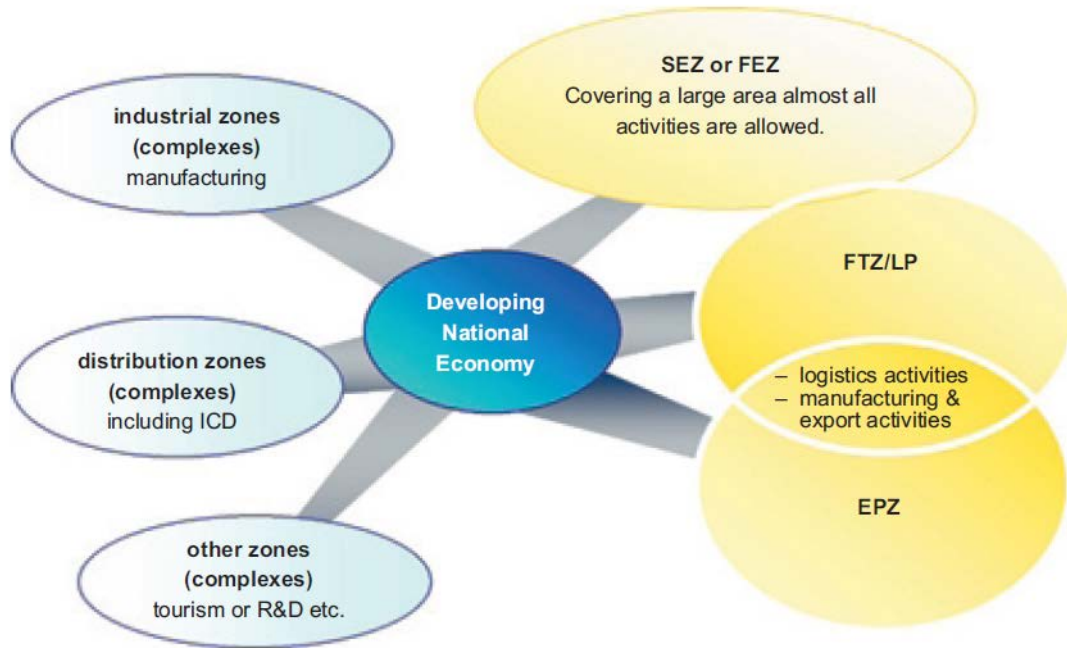 industrial zones
(complexes)
manufacturing
SEZ or FEZ
Covering a large area almost all
activities are allowed.
Developing
National
Economy
FTZ/LP
distribution zones
(complexes)
including ICD
– logistics activities
– manufacturing &
export activities
EPZ
other zones
(complexes)
tourism or R&D etc.